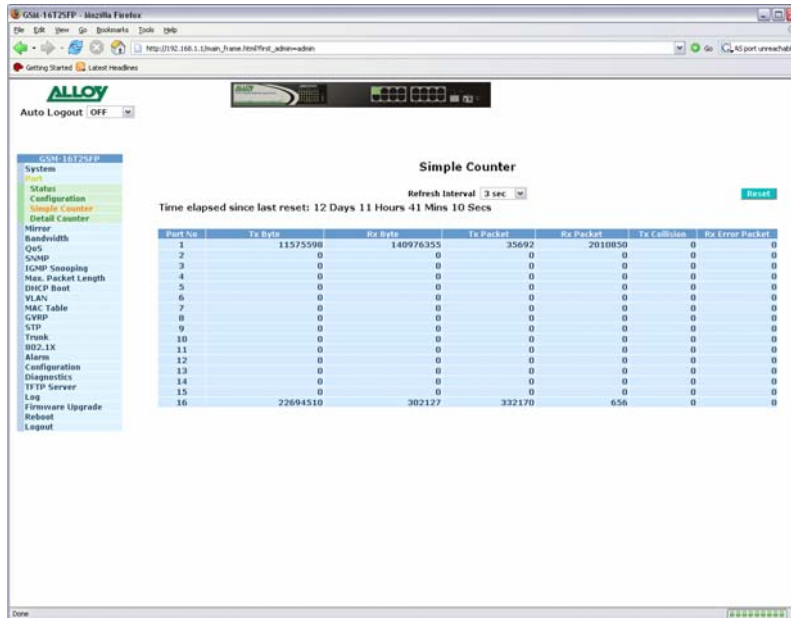 GSM-16T2SFP - Mozilla Firefox
File Edit View Go Bookmarks Tools Help
http://192.168.1.1/main_frame.html?first_admin=admin
Go
AS port unreachabl
Getting Started Latest Headlines
ALLOY
Auto Logout OFF
GSM-16T2SFP
System
Port
Status
Configuration
Simple Counter
Detail Counter
Mirror
Bandwidth
QoS
SNMP
IGMP Snooping
Max. Packet Length
DHCP Boot
VLAN
MAC Table
GVRP
STP
Trunk
802.1X
Alarm
Configuration
Diagnostics
TFTP Server
Log
Firmware Upgrade
Reboot
Logout
Simple Counter
Refresh Interval 3 sec
Reset
Time elapsed since last reset: 12 Days 11 Hours 41 Mins 10 Secs
Port No Tx Byte Rx Byte Tx Packet Rx Packet Tx Collision Rx Error Packet
1 11575598 140976355 35692 2010850 0 0
2 0 0 0 0 0 0
3 0 0 0 0 0 0
4 0 0 0 0 0 0
5 0 0 0 0 0 0
6 0 0 0 0 0 0
7 0 0 0 0 0 0
8 0 0 0 0 0 0
9 0 0 0 0 0 0
10 0 0 0 0 0 0
11 0 0 0 0 0 0
12 0 0 0 0 0 0
13 0 0 0 0 0 0
14 0 0 0 0 0 0
15 0 0 0 0 0 0
16 22694510 302127 332170 656 0 0
Done